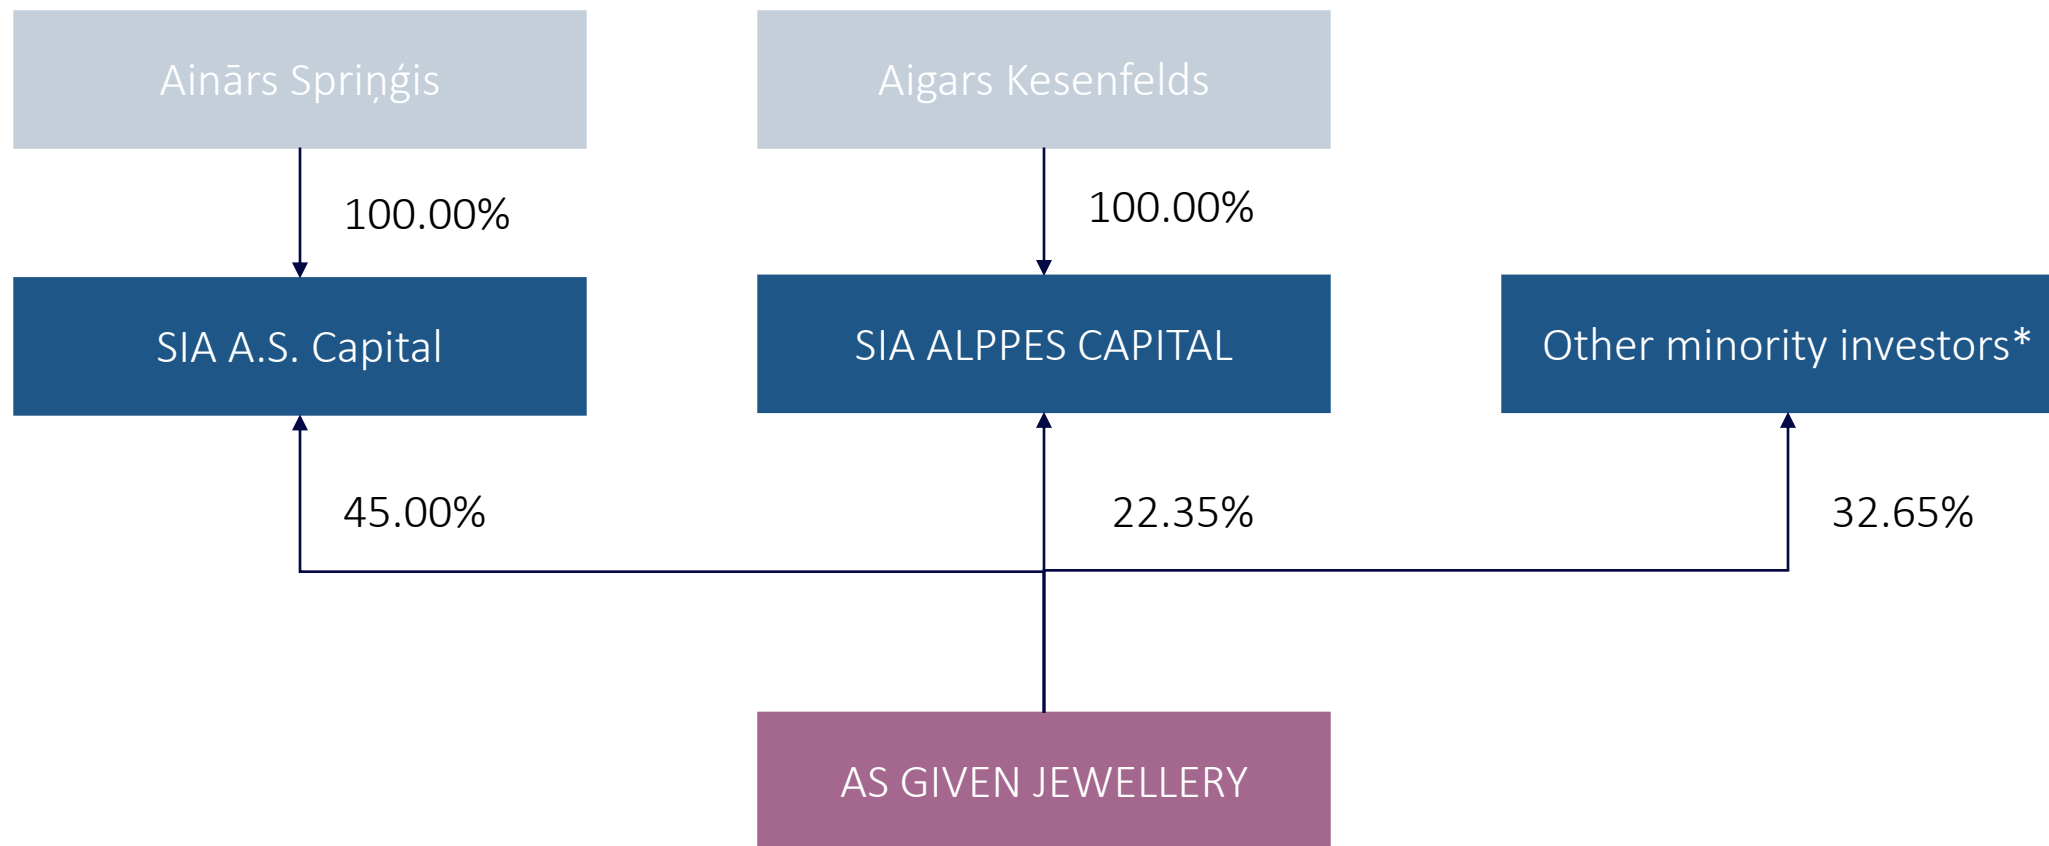 Ainārs Spriņģis
Aigars Kesenfelds
100.00%
100.00%
SIA A.S. Capital
SIA ALPPES CAPITAL
Other minority investors*
45.00%
22.35%
32.65%
AS GIVEN JEWELLERY